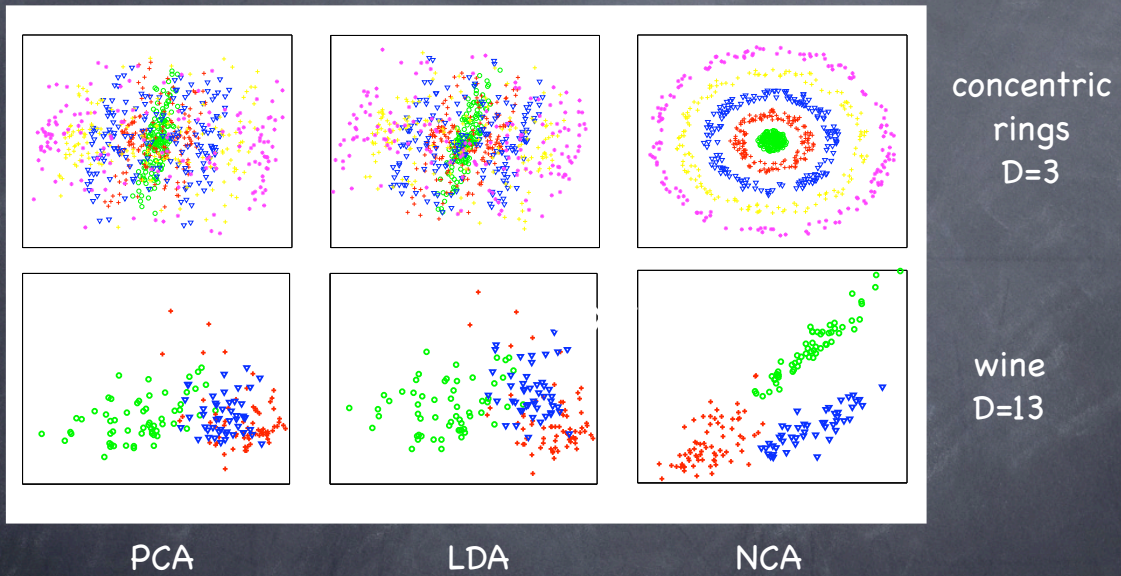 concentric
rings
D=3
wine
D=13
PCA
LDA
NCA